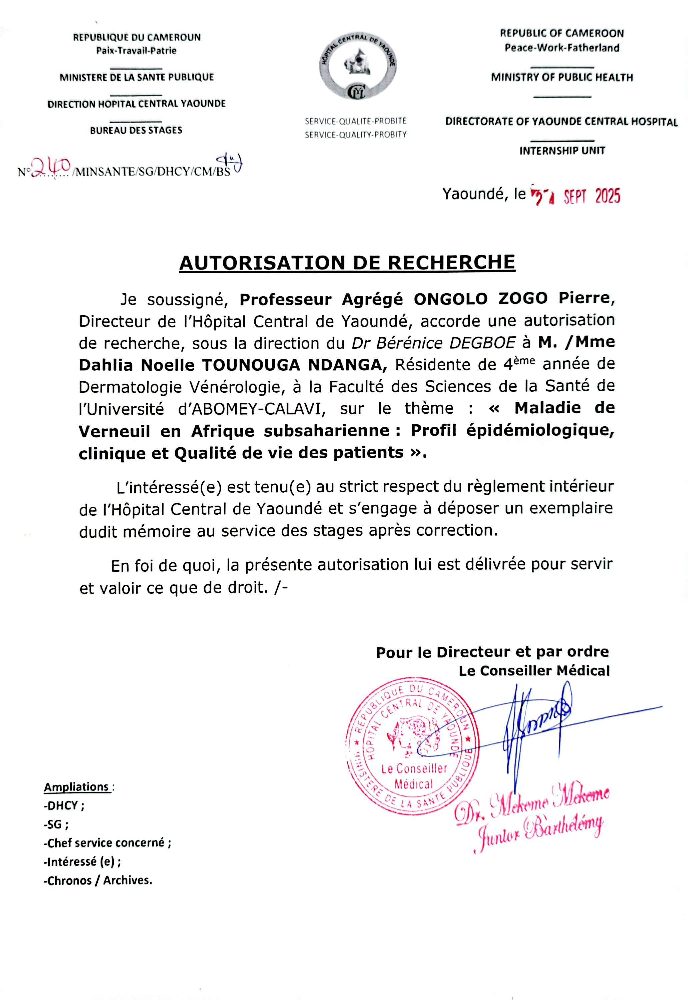 REPUBLIQUE DU CAMEROUN
Paix-Travail-Patrie
MINISTERE DE LA SANTE PUBLIQUE
DIRECTION HOPITAL CENTRAL YAOUNDE
BUREAU DES STAGES
N°240/MINSANTE/SG/DHCY/CM/BS
HÔPITAL CENTRAL DE YAOUNDE
SERVICE-QUALITE-PROBITE
SERVICE-QUALITY-PROBITY
REPUBLIC OF CAMEROON
Peace-Work-Fatherland
MINISTRY OF PUBLIC HEALTH
DIRECTORATE OF YAOUNDE CENTRAL HOSPITAL
INTERNSHIP UNIT
Yaoundé, le SEPT 2025
AUTORISATION DE RECHERCHE
Je soussigné, Professeur Agrégé ONGOLO ZOGO Pierre,
Directeur de l'Hôpital Central de Yaoundé, accorde une autorisation
de recherche, sous la direction du Dr Bérénice DEGBOE à M. /Mme
Dahlia Noelle TOUNOUGA NDANGA, Résidente de 4ème année de
Dermatologie Vénérologie, à la Faculté des Sciences de la Santé de
l'Université d'ABOMEY-CALAVI, sur le thème : « Maladie de
Verneuil en Afrique subsaharienne : Profil épidémiologique,
clinique et Qualité de vie des patients ».
L'intéressé(e) est tenu(e) au strict respect du règlement intérieur
de l'Hôpital Central de Yaoundé et s'engage à déposer un exemplaire
dudit mémoire au service des stages après correction.
En foi de quoi, la présente autorisation lui est délivrée pour servir
et valoir ce que de droit. /-
Pour le Directeur et par ordre
Le Conseiller Médical
REPUBLIQUE DU CAMEROUN
HOPITAL CENTRAL DE YAOUNDE
Le Conseiller
Médical
MINISTERE DE LA SANTE PUBLIQUE
Dr. Mekeme Mekeme
Junior Barthélémy
Ampliations :
-DHCY ;
-SG ;
-Chef service concerné ;
-Intéressé (e) ;
-Chronos / Archives.